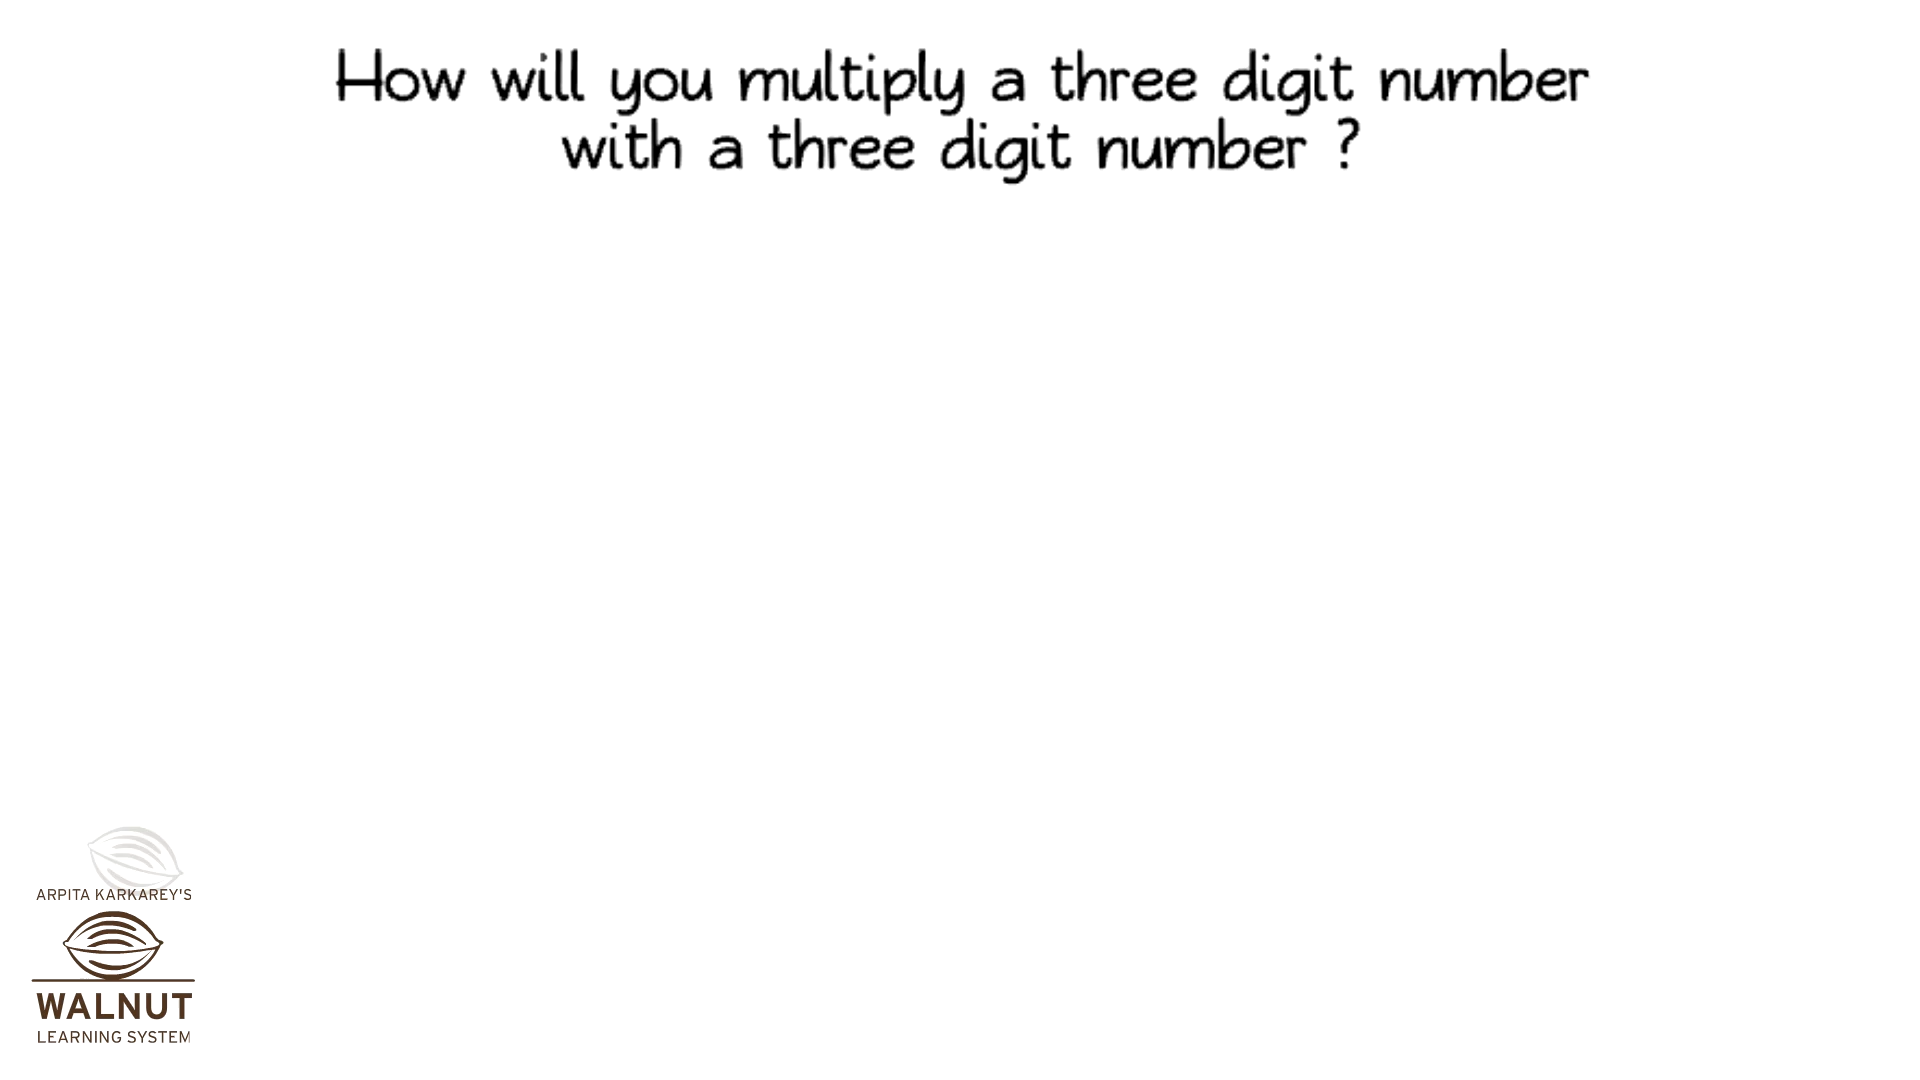 How will you multiply a three digit number
with a three digit number ?
ARPITA KARKAREY'S
WALNUT
LEARNING SYSTEM